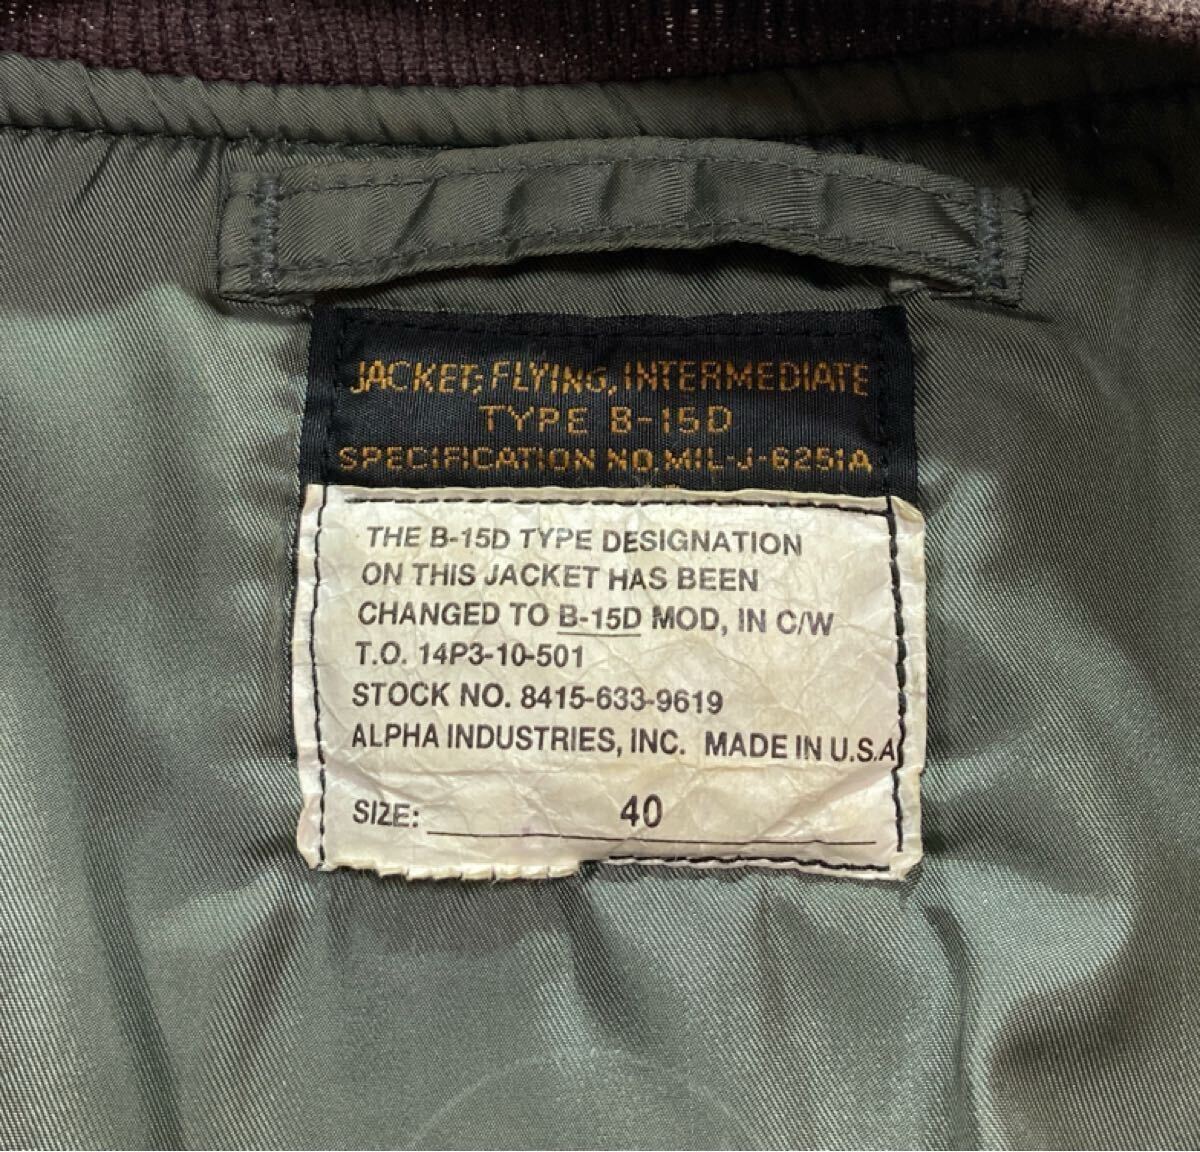 JACKET; FLYING, INTERMEDIATE
TYPE B-15D
SPECIFICATION NO. MIL-J-6251A
THE B-15D TYPE DESIGNATION
ON THIS JACKET HAS BEEN
CHANGED TO B-15D MOD, IN C/W
T.O. 14P3-10-501
STOCK NO. 8415-633-9619
ALPHA INDUSTRIES, INC. MADE IN U.S.A
SIZE: 40